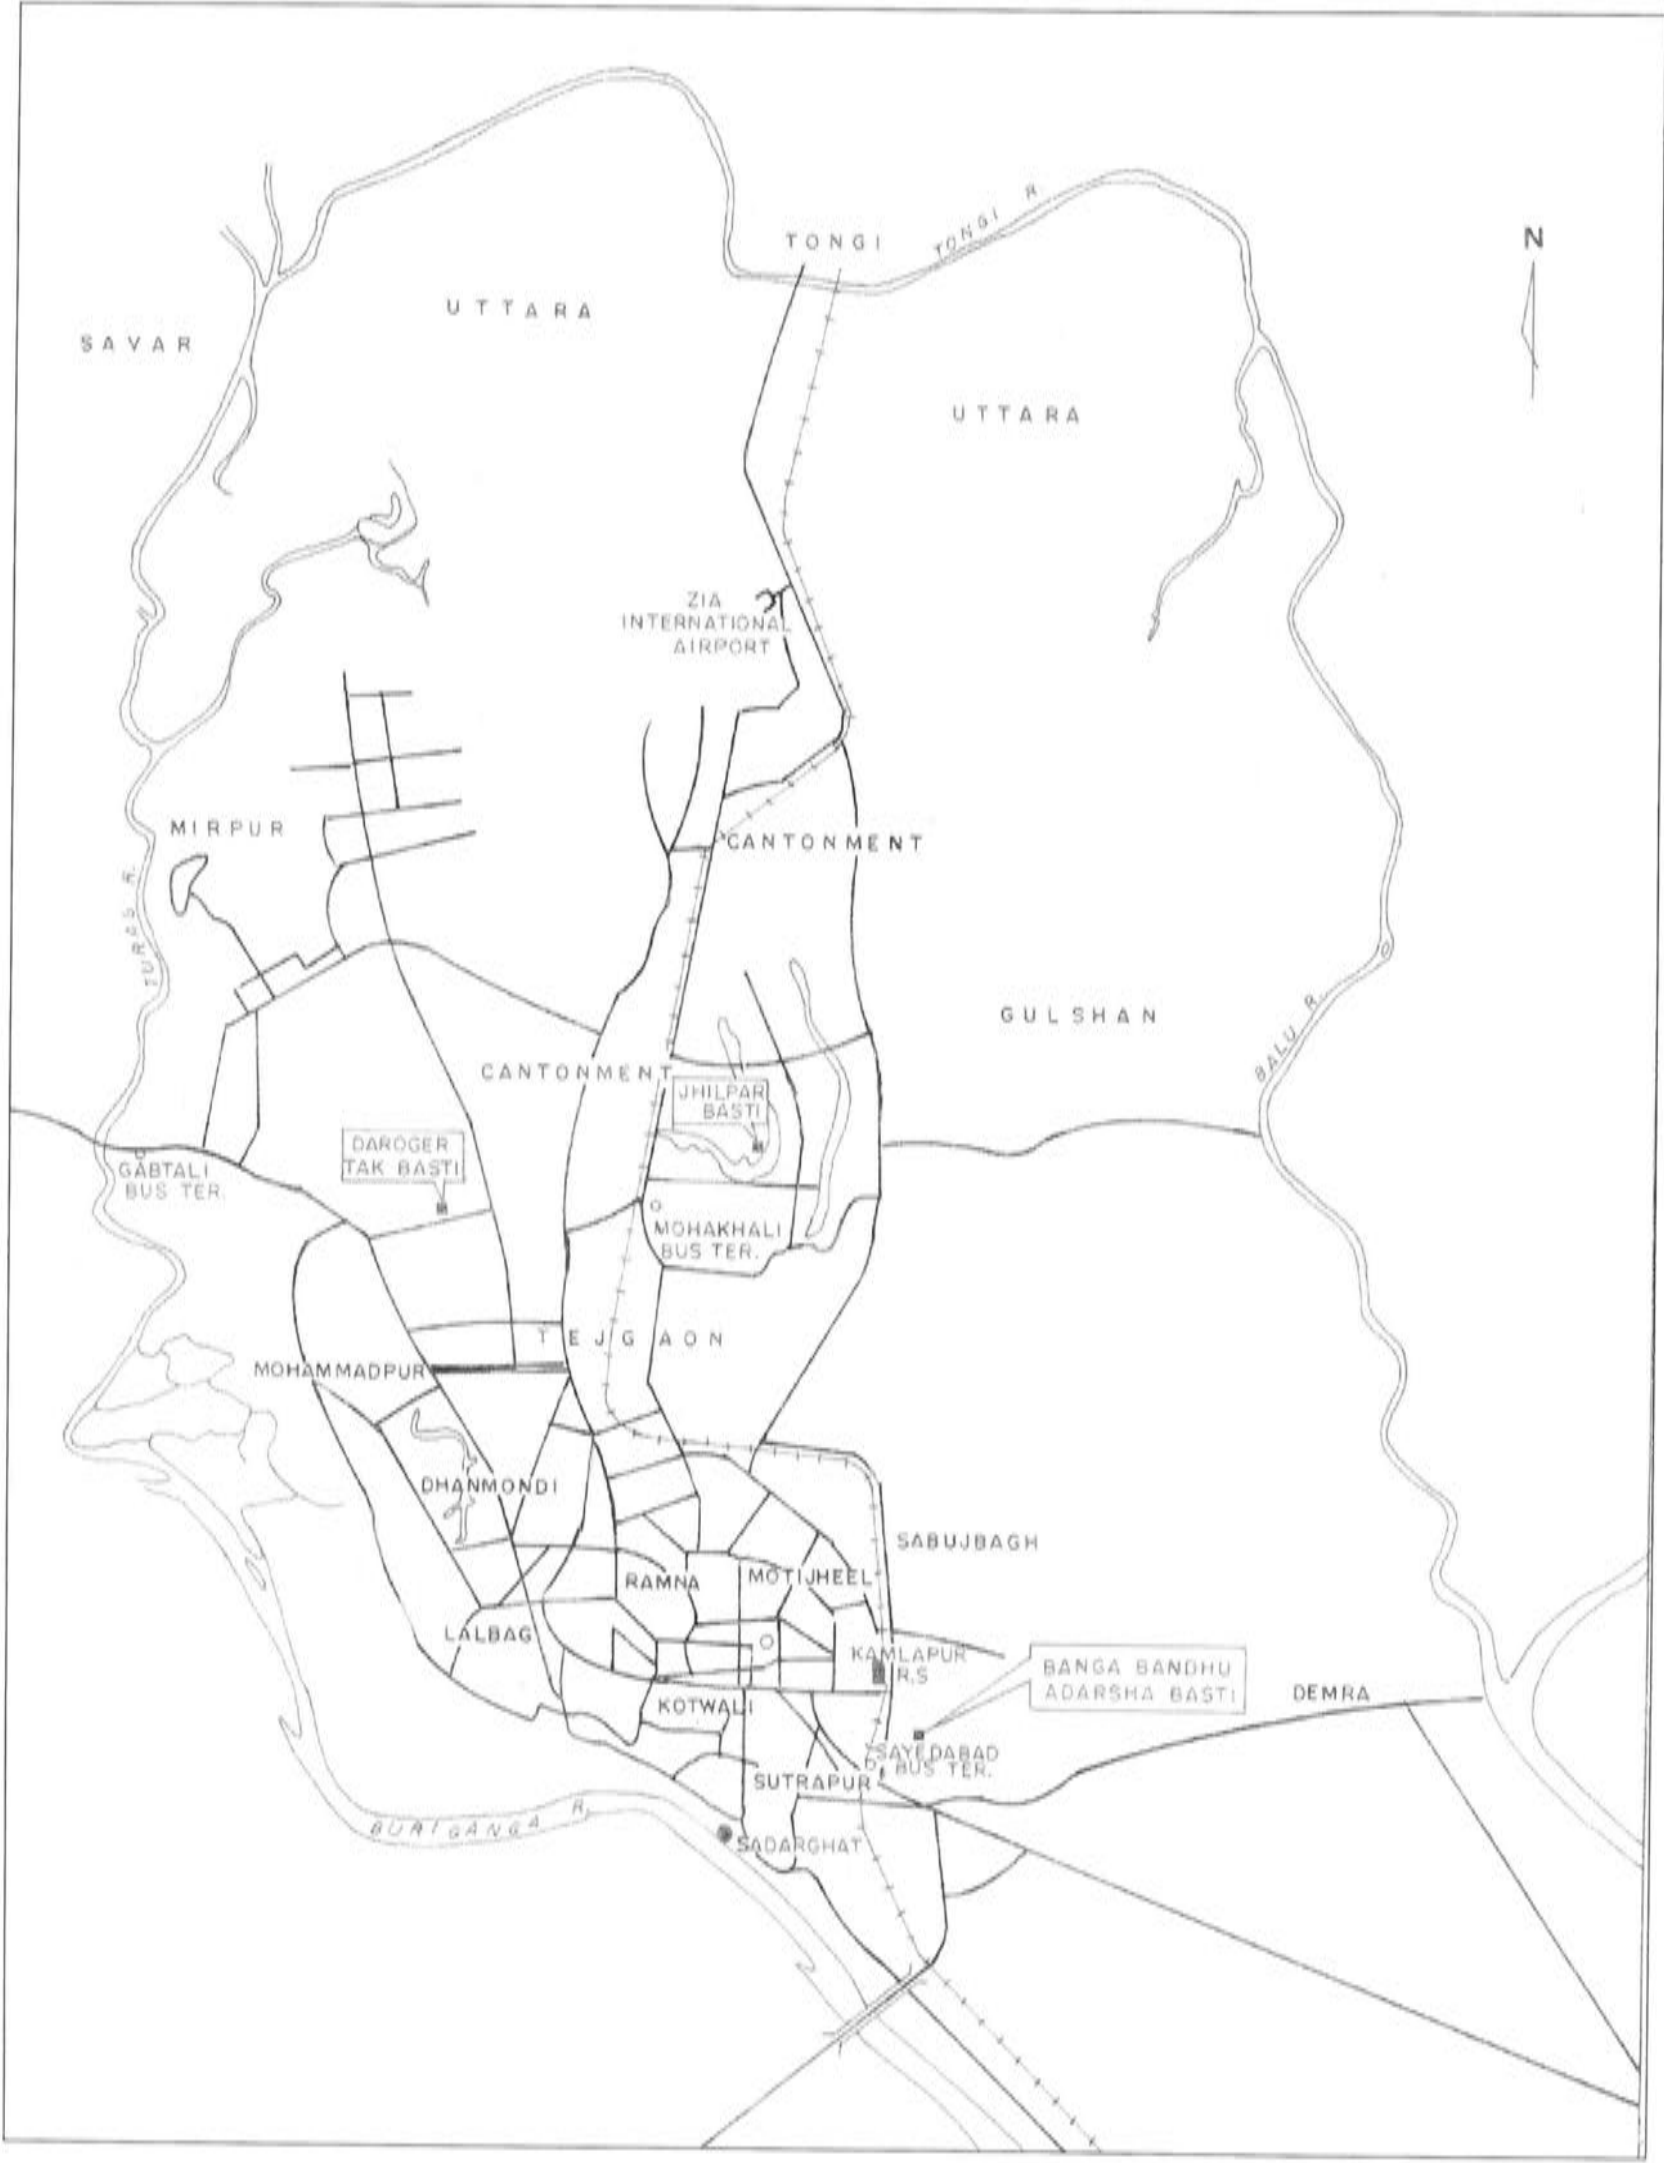 TONGI
TONGI R
N
UTTARA
SAVAR
UTTARA
ZIA
INTERNATIONAL
AIRPORT
MIRPUR
CANTONMENT
TURAG R.
GULSHAN
BALU R.
CANTONMENT
JHILPAR
BASTI
DAROGER
TAK BASTI
GABTALI
BUS TER.
MOHAKHALI
BUS TER.
TEJGAON
MOHAMMADPUR
DHANMONDI
SABUJBAGH
RAMNA
MOTIJHEEL
LALBAG
KAMLAPUR
R.S
BANGA BANDHU
ADARSHA BASTI
DEMRA
KOTWALI
SAYEDABAD
BUS TER.
SUTRAPUR
BURIGANGA R.
SADARGHAT